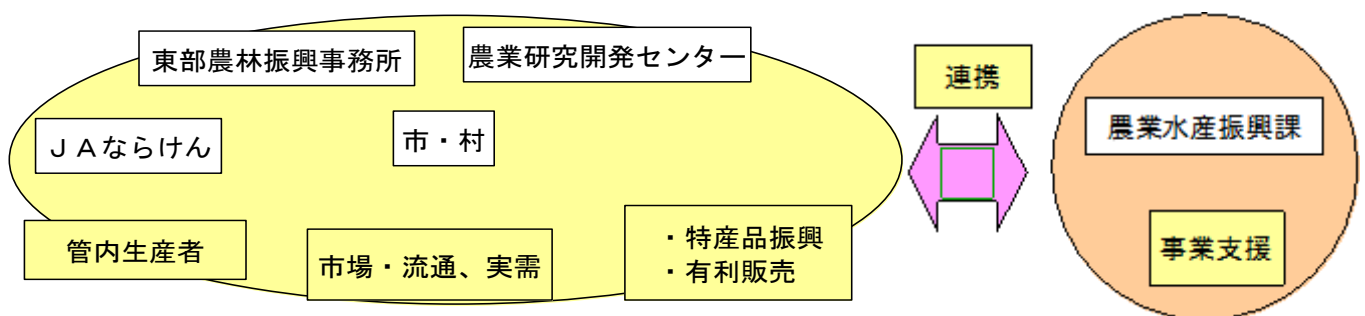 東部農林振興事務所
農業研究開発センター
連携
JAならけん
市・村
農業水産振興課
管内生産者
市場・流通、実需
・特産品振興
・有利販売
事業支援